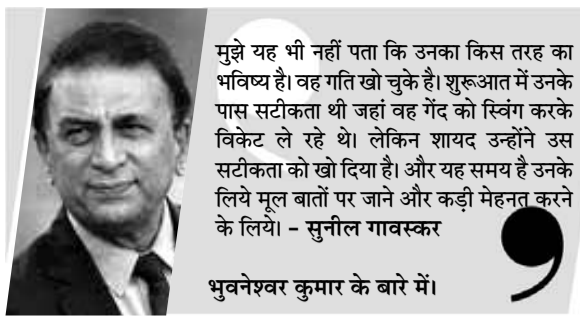 मुझे यह भी नहीं पता कि उनका किस तरह का
भविष्य है। वह गति खो चुके है। शुरूआत में उनके
पास सटीकता थी जहां वह गेंद को स्विंग करके
विकेट ले रहे थे। लेकिन शायद उन्होंने उस
सटीकता को खो दिया है। और यह समय है उनके
लिये मूल बातों पर जाने और कड़ी मेहनत करने
के लिये। - सुनील गावस्कर
भुवनेश्वर कुमार के बारे में।